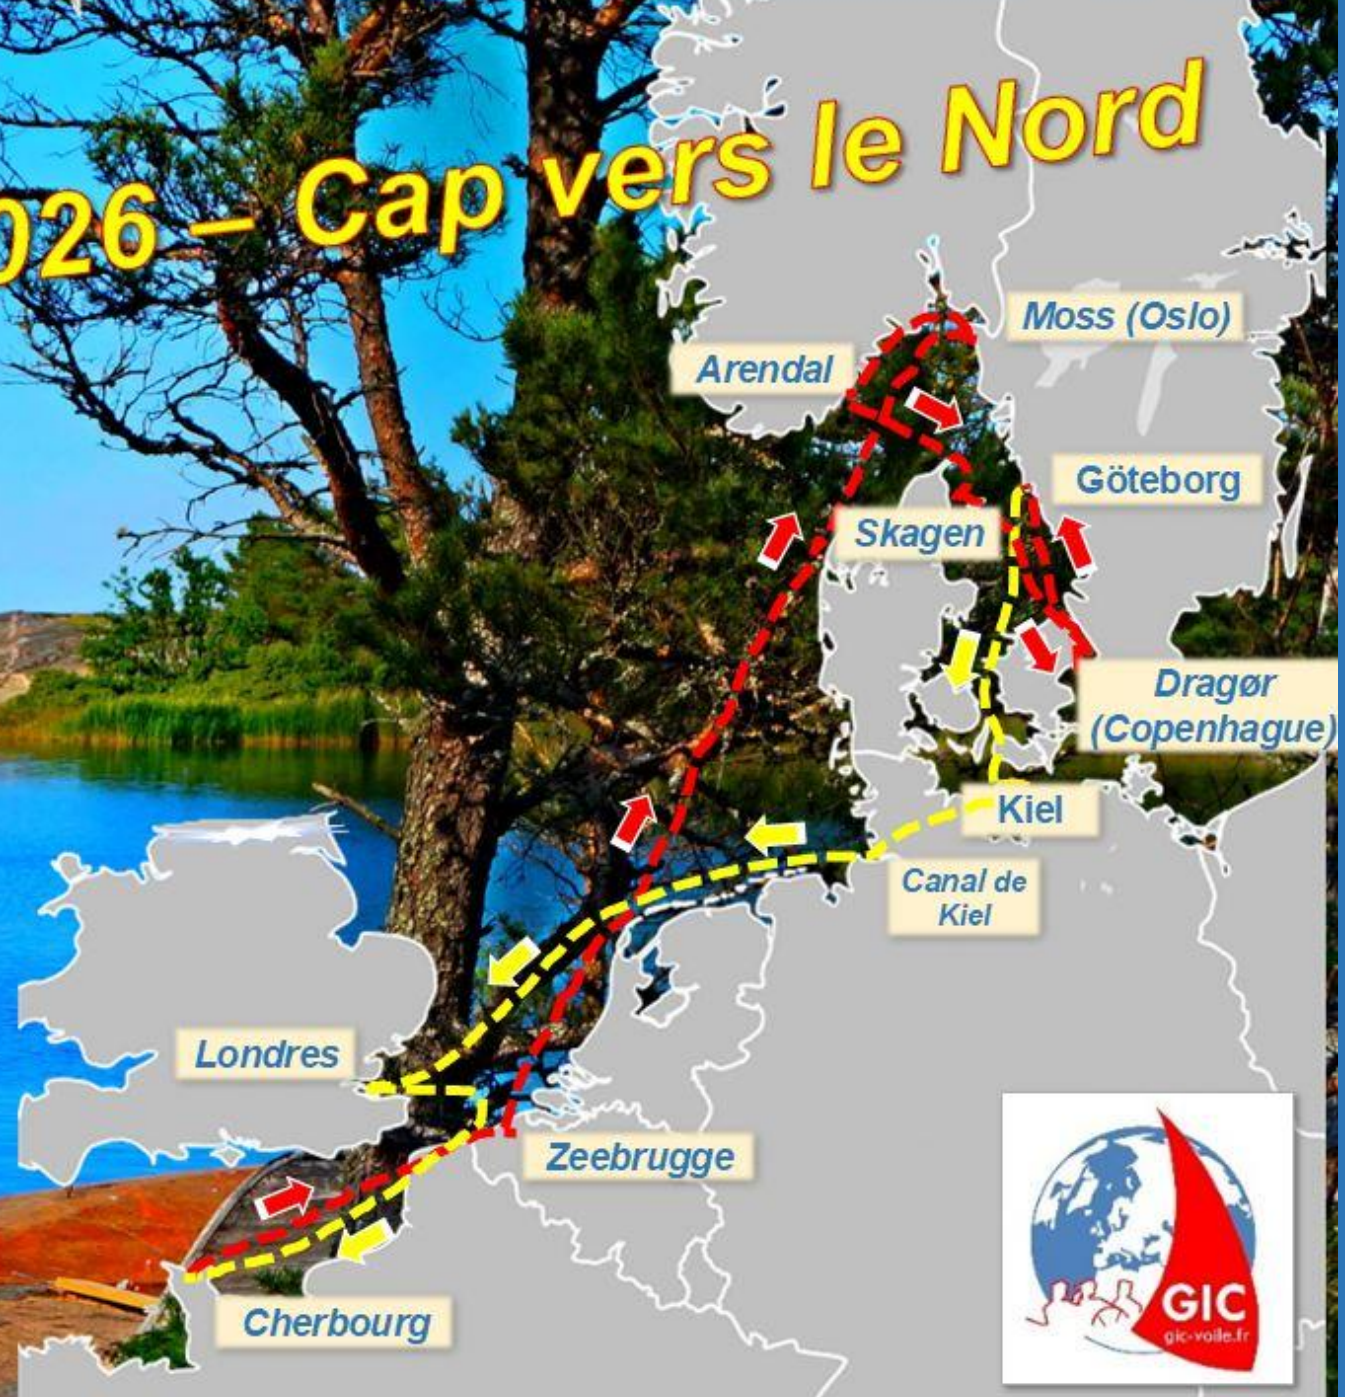 026 – Cap vers le Nord
Moss (Oslo)
Arendal
Göteborg
Skagen
Dragør
(Copenhague)
Kiel
Canal de
Kiel
Londres
Zeebrugge
Cherbourg
GIC
gic-voile.fr